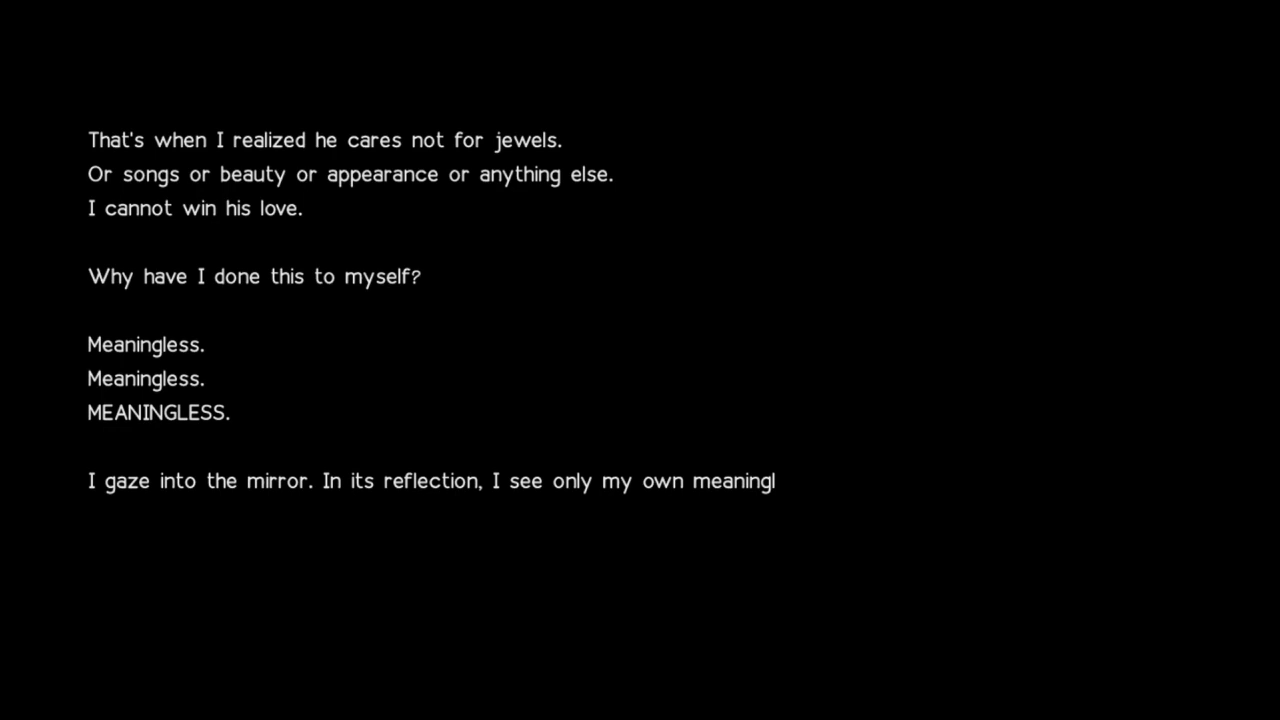 That's when I realized he cares not for jewels.
Or songs or beauty or appearance or anything else.
I cannot win his love.
Why have I done this to myself?
Meaningless.
Meaningless.
MEANINGLESS.
I gaze into the mirror. In its reflection, I see only my own meaningl